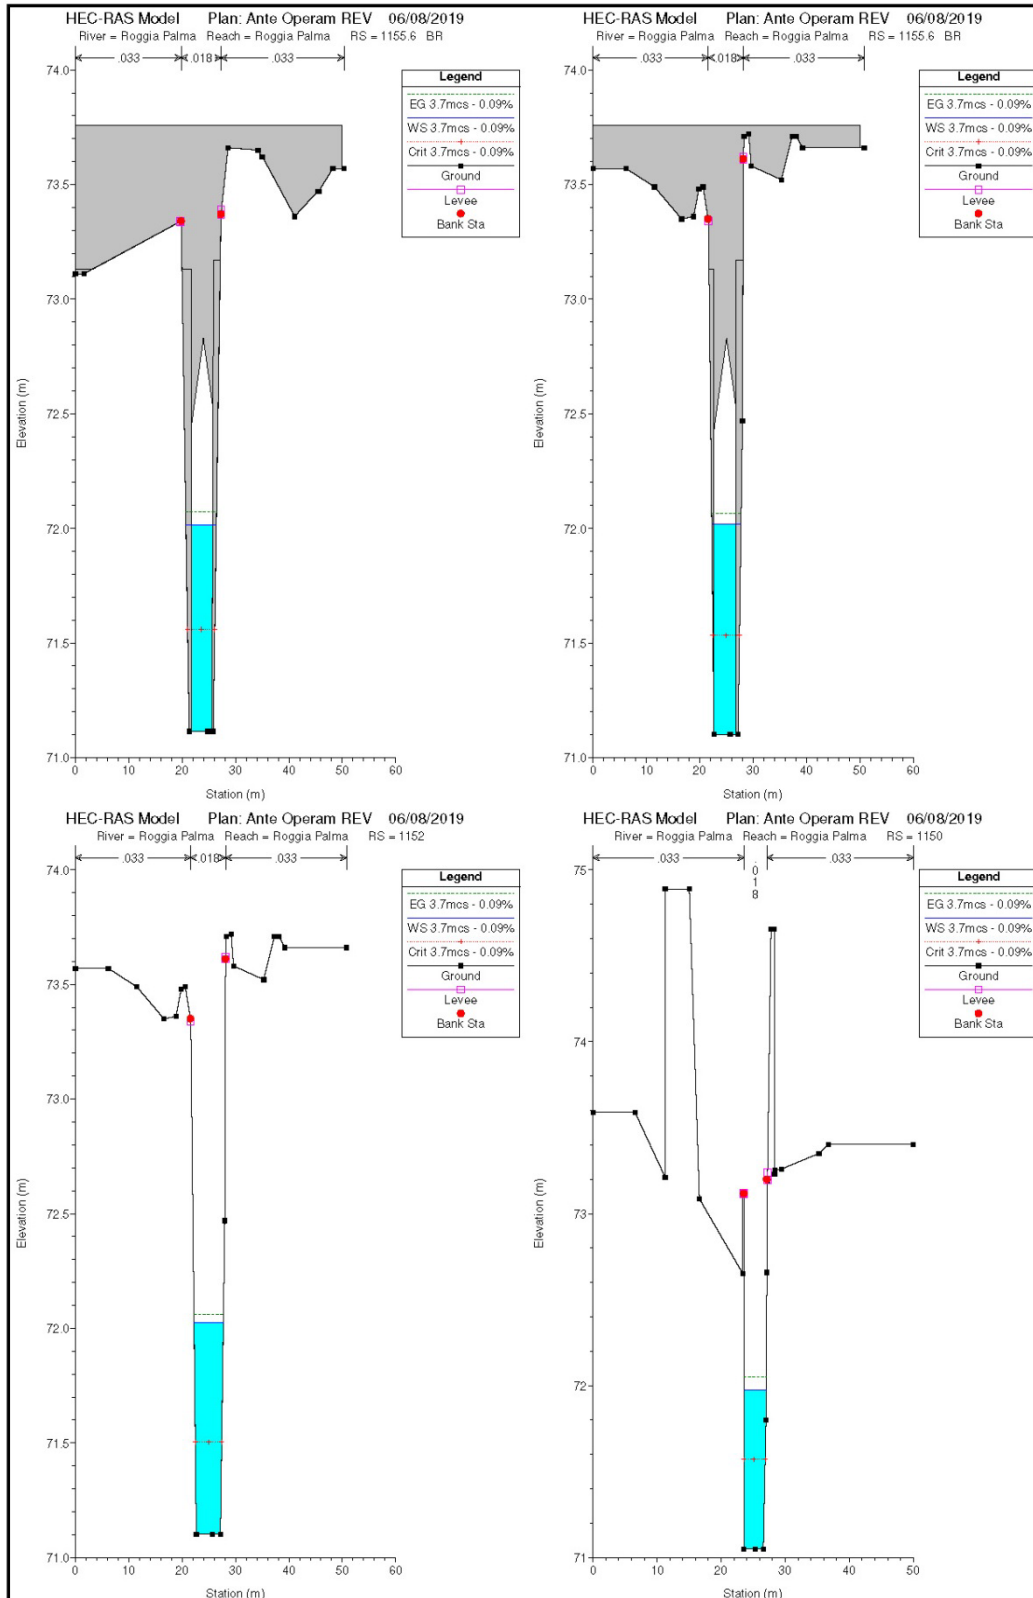 HEC-RAS Model Plan: Ante Operam REV 06/08/2019
River = Roggia Palma Reach = Roggia Palma RS = 1155.6 BR
.033 .018 .033
74.0
73.5
73.0
72.5
72.0
71.5
71.0
Elevation (m)
0 10 20 30 40 50 60
Station (m)
Legend
EG 3.7mcs - 0.09%
WS 3.7mcs - 0.09%
Crit 3.7mcs - 0.09%
Ground
Levee
Bank Sta
HEC-RAS Model Plan: Ante Operam REV 06/08/2019
River = Roggia Palma Reach = Roggia Palma RS = 1155.6 BR
.033 .018 .033
74.0
73.5
73.0
72.5
72.0
71.5
71.0
Elevation (m)
0 10 20 30 40 50 60
Station (m)
Legend
EG 3.7mcs - 0.09%
WS 3.7mcs - 0.09%
Crit 3.7mcs - 0.09%
Ground
Levee
Bank Sta
HEC-RAS Model Plan: Ante Operam REV 06/08/2019
River = Roggia Palma Reach = Roggia Palma RS = 1152
.033 .018 .033
74.0
73.5
73.0
72.5
72.0
71.5
71.0
Elevation (m)
0 10 20 30 40 50 60
Station (m)
Legend
EG 3.7mcs - 0.09%
WS 3.7mcs - 0.09%
Crit 3.7mcs - 0.09%
Ground
Levee
Bank Sta
HEC-RAS Model Plan: Ante Operam REV 06/08/2019
River = Roggia Palma Reach = Roggia Palma RS = 1150
.033 .018 .033
75
74
73
72
71
Elevation (m)
0 10 20 30 40 50
Station (m)
Legend
EG 3.7mcs - 0.09%
WS 3.7mcs - 0.09%
Crit 3.7mcs - 0.09%
Ground
Levee
Bank Sta